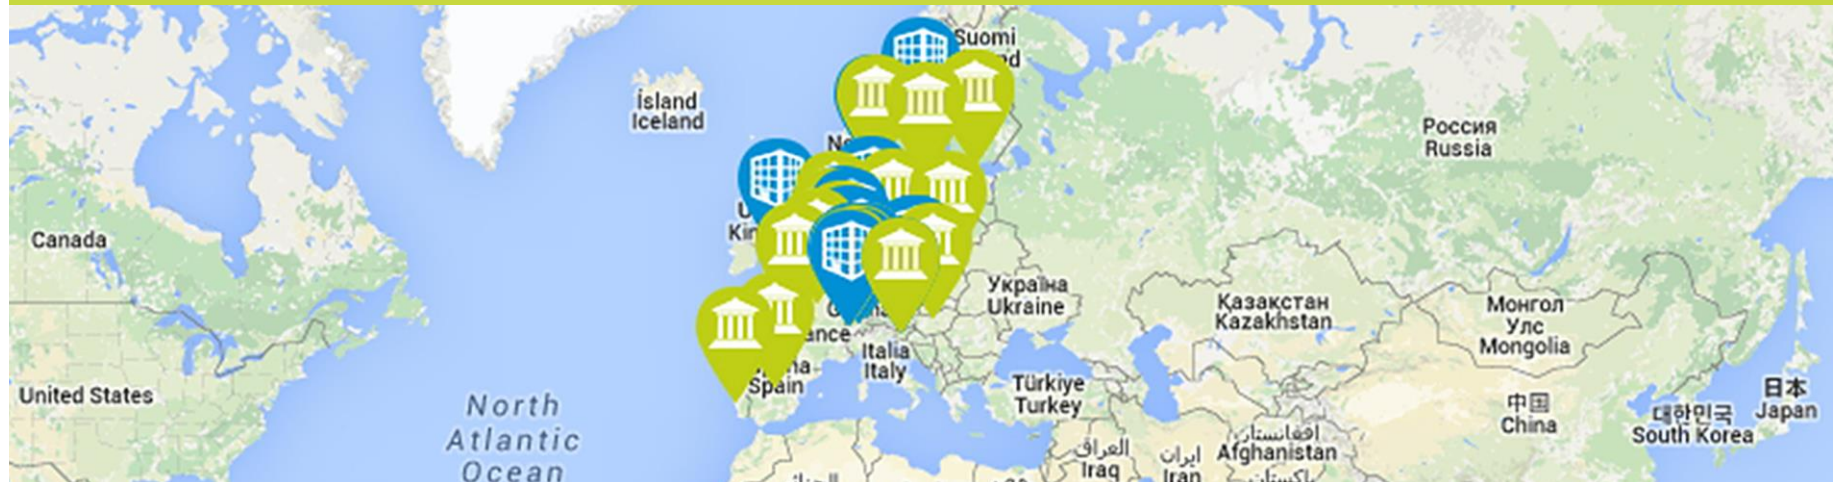 Suomi
Ísland
Iceland
Россия
Russia
Canada
Україна
Ukraine
Казакстан
Kazakhstan
Монгол
Улс
Mongolia
Italia
Italy
Spain
United States
North
Atlantic
Ocean
Türkiye
Turkey
中国
China
대한민국
South Korea
日本
Japan
العراق
Iraq
ایران
Iran
افغانستان
Afghanistan